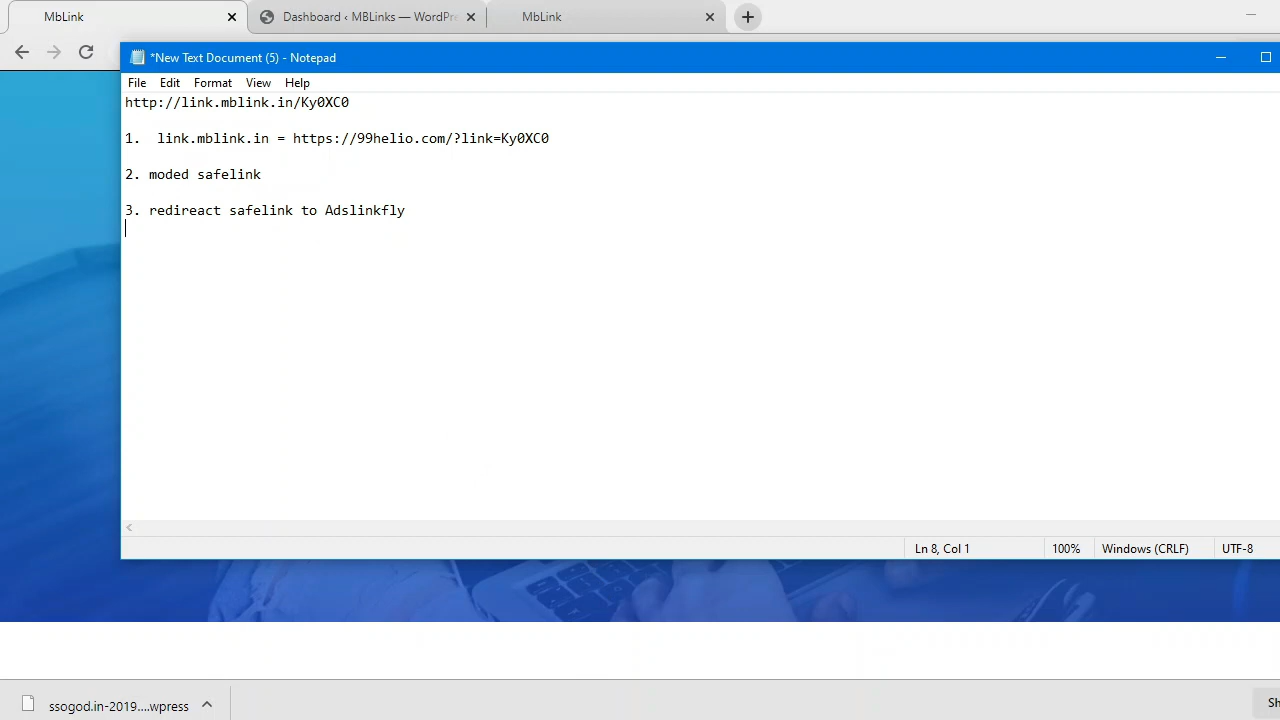 MbLink
Dashboard ‹ MBLinks — WordPre
MbLink
*New Text Document (5) - Notepad
File Edit Format View Help
http://link.mblink.in/Ky0XC0
1.  link.mblink.in = https://99helio.com/?link=Ky0XC0
2. moded safelink
3. redireact safelink to Adslinkfly
Ln 8, Col 1
100%
Windows (CRLF)
UTF-8
ssogod.in-2019....wpress
Sh